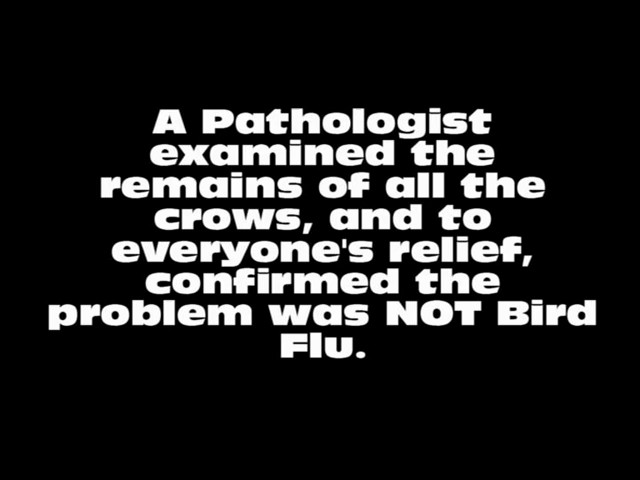 A Pathologist
examined the
remains of all the
crows, and to
everyone's relief,
confirmed the
problem was NOT Bird
Flu.